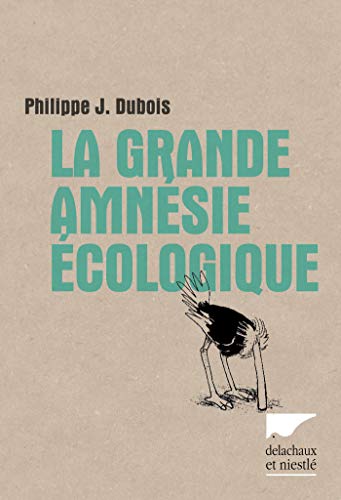 Philippe J. Dubois
LA GRANDE
AMNÉSIE
ÉCOLOGIQUE
delachaux
et niestlé